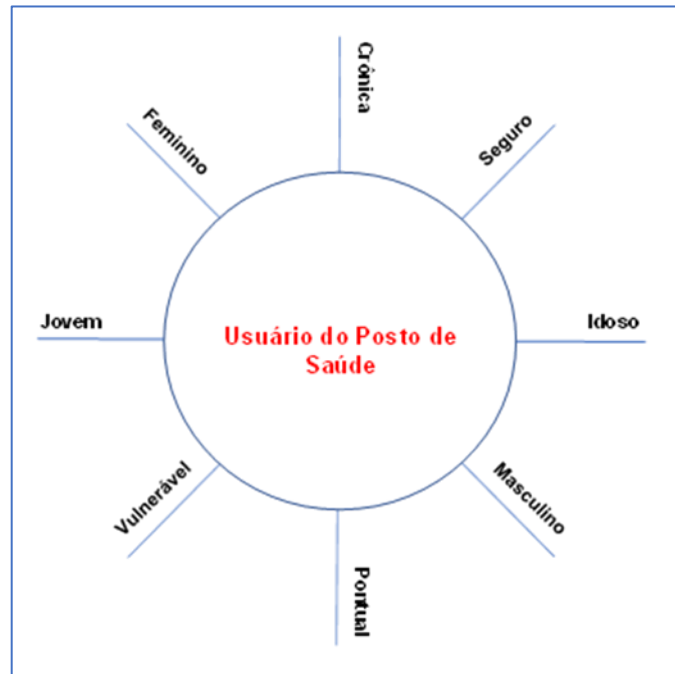 Crônica
Feminino
Seguro
Jovem
Idoso
Usuário do Posto de
Saúde
Vulnerável
Masculino
Pontual